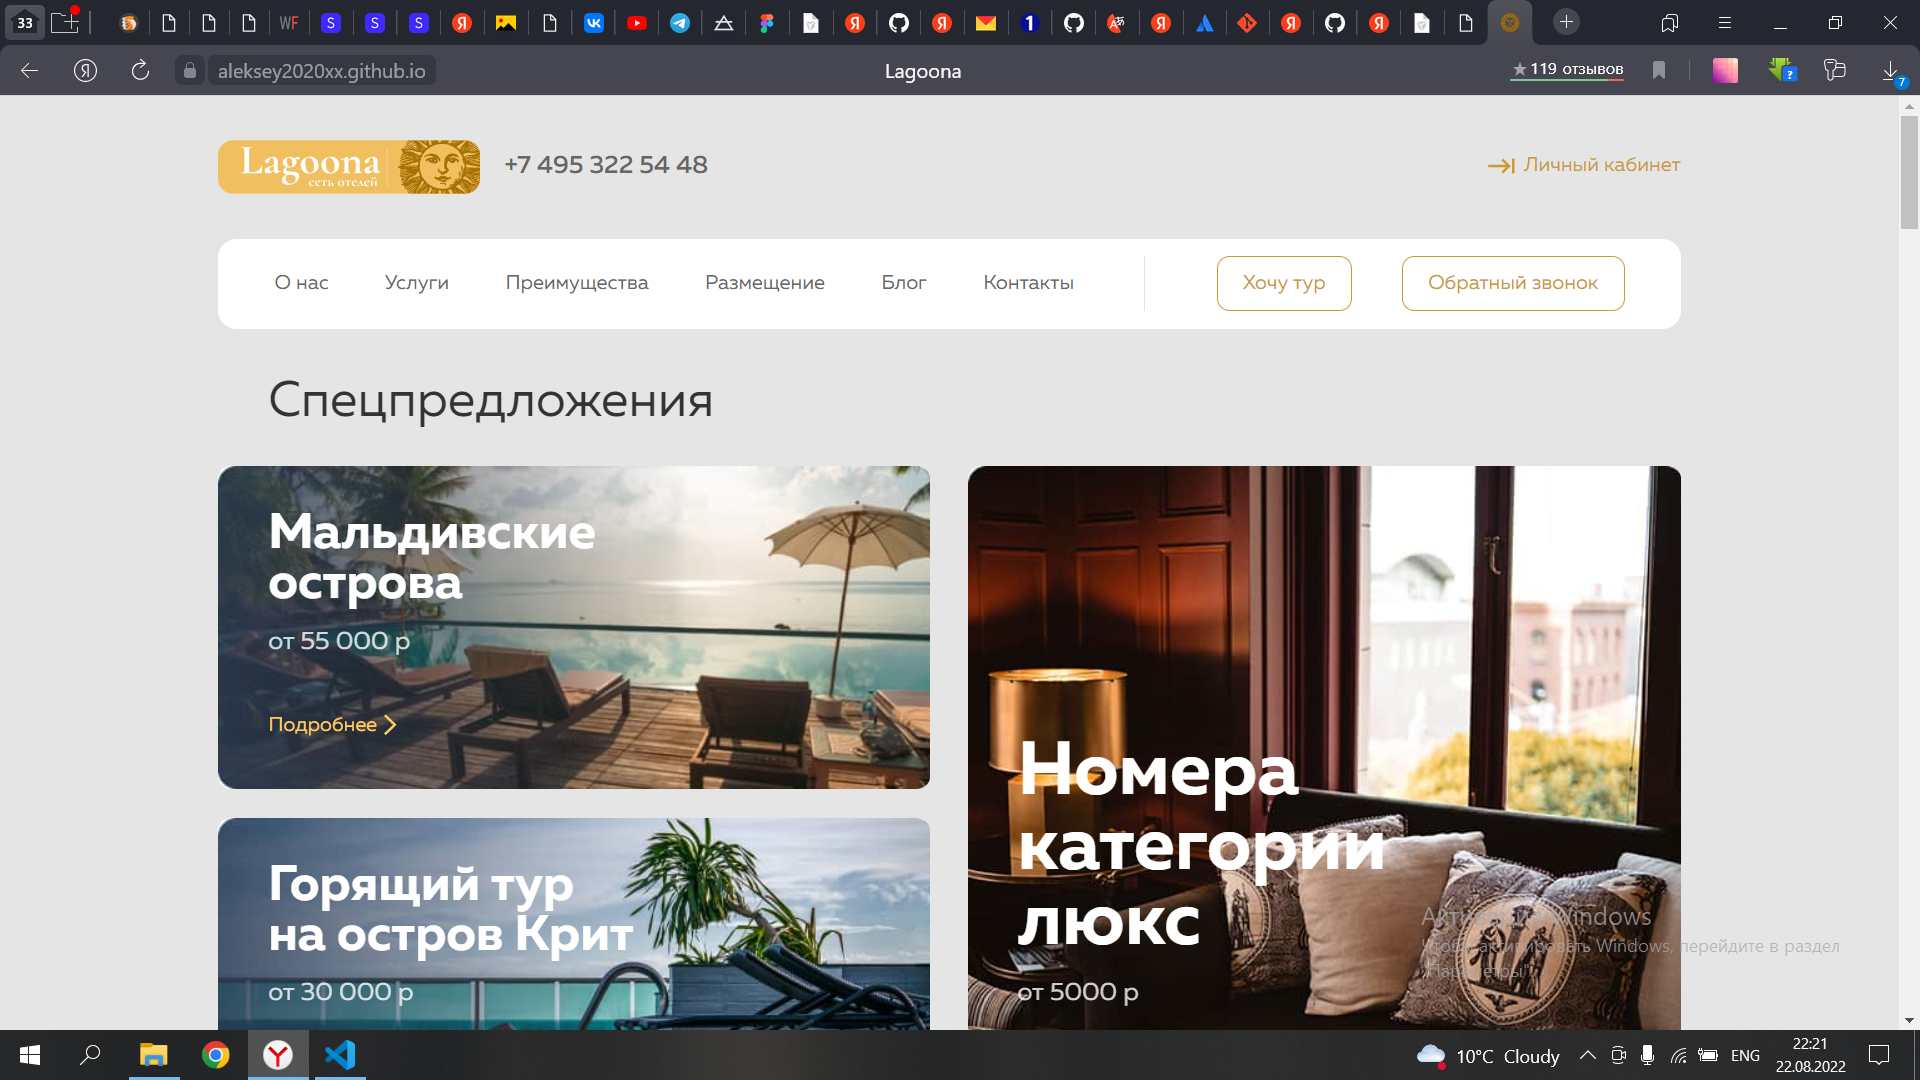 33
WF
S
S
S
Я
Я
Я
1
Я
Я
Я
Я
aleksey2020xx.github.io
Lagoona
★119 отзывов
?
7
Lagoona
сеть отелей
+7 495 322 54 48
Личный кабинет
О нас
Услуги
Преимущества
Размещение
Блог
Контакты
Хочу тур
Обратный звонок
Спецпредложения
Мальдивские
острова
от 55 000 р
Подробнее
Горящий тур
на остров Крит
от 30 000 р
Номера
категории
люкс
от 5000 р
Активация Windows
Чтобы активировать Windows, перейдите в раздел
"Параметры"
10°C Cloudy
ENG
22:21
22.08.2022